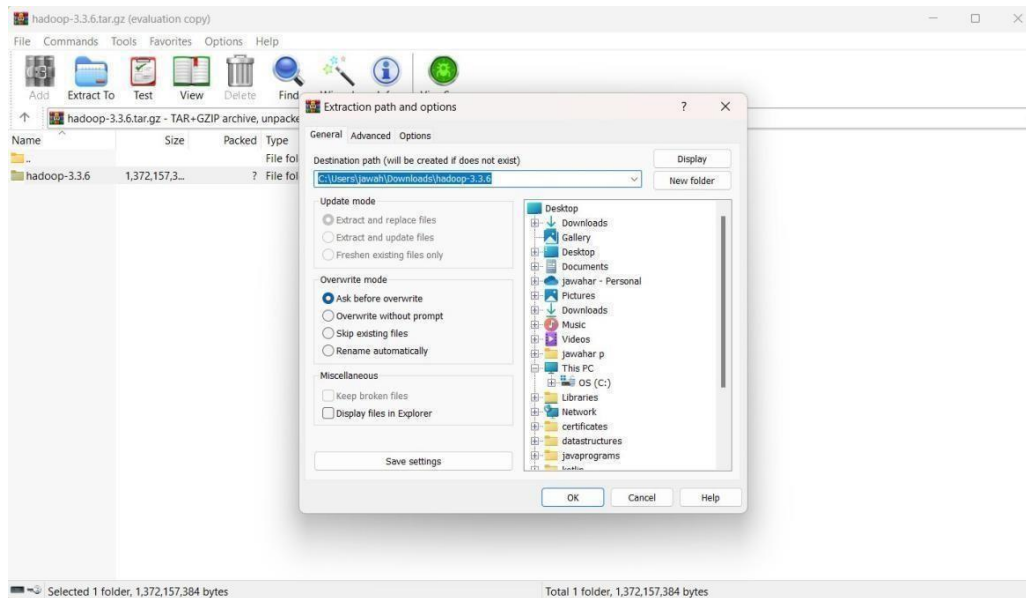 hadoop-3.3.6.tar.gz (evaluation copy)
File Commands Tools Favorites Options Help
Add Extract To Test View Delete Find
hadoop-3.3.6.tar.gz - TAR+GZIP archive, unpacke
Name Size Packed Type
.. File fol
hadoop-3.3.6 1,372,157,3... ? File fol
Extraction path and options ? X
General Advanced Options
Destination path (will be created if does not exist)
C:\Users\jawah\Downloads\hadoop-3.3.6
Display
New folder
Update mode
Extract and replace files
Extract and update files
Freshen existing files only
Overwrite mode
Ask before overwrite
Overwrite without prompt
Skip existing files
Rename automatically
Miscellaneous
Keep broken files
Display files in Explorer
Save settings
Desktop
Downloads
Gallery
Desktop
Documents
jawahar - Personal
Pictures
Downloads
Music
Videos
jawahar p
This PC
OS (C:)
Libraries
Network
certificates
datastructures
javaprograms
OK Cancel Help
Selected 1 folder, 1,372,157,384 bytes
Total 1 folder, 1,372,157,384 bytes